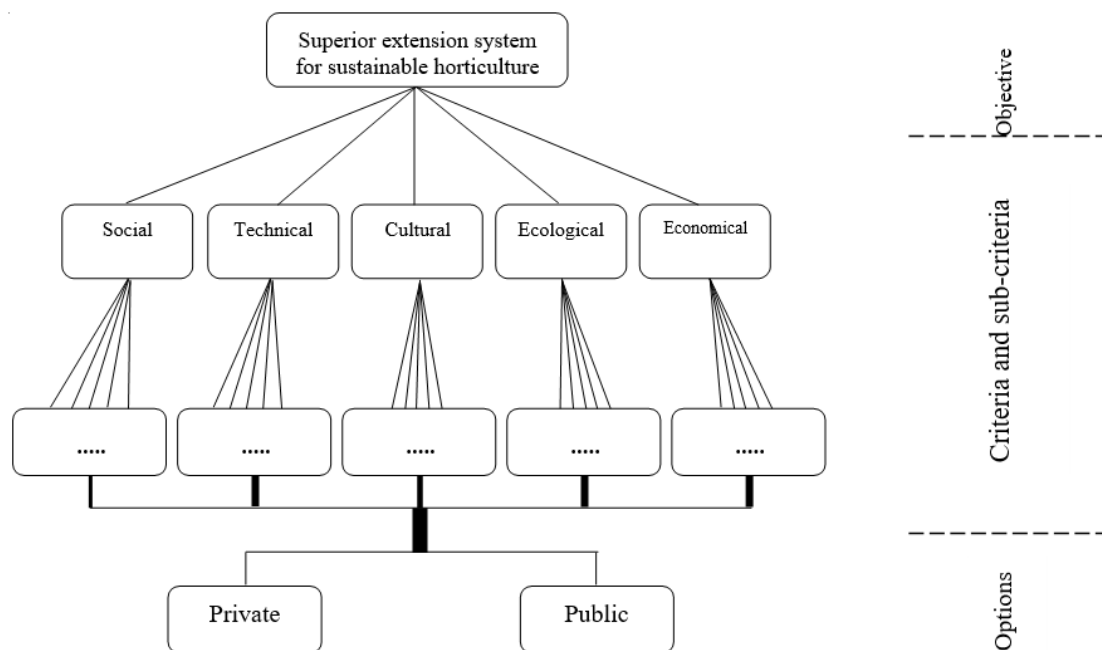 Superior extension system
for sustainable horticulture
Objective
Social
Technical
Cultural
Ecological
Economical
Criteria and sub-criteria
.....
.....
.....
.....
.....
Private
Public
Options